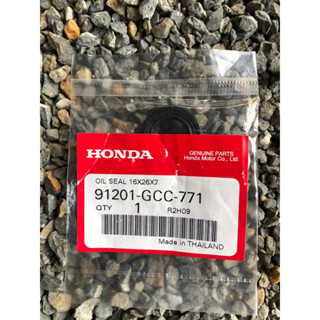 HONDA
GENUINE PARTS
Honda Motor Co., Ltd.
OIL SEAL 16X26X7
91201-GCC-771
QTY 1 R2H09
Made in THAILAND